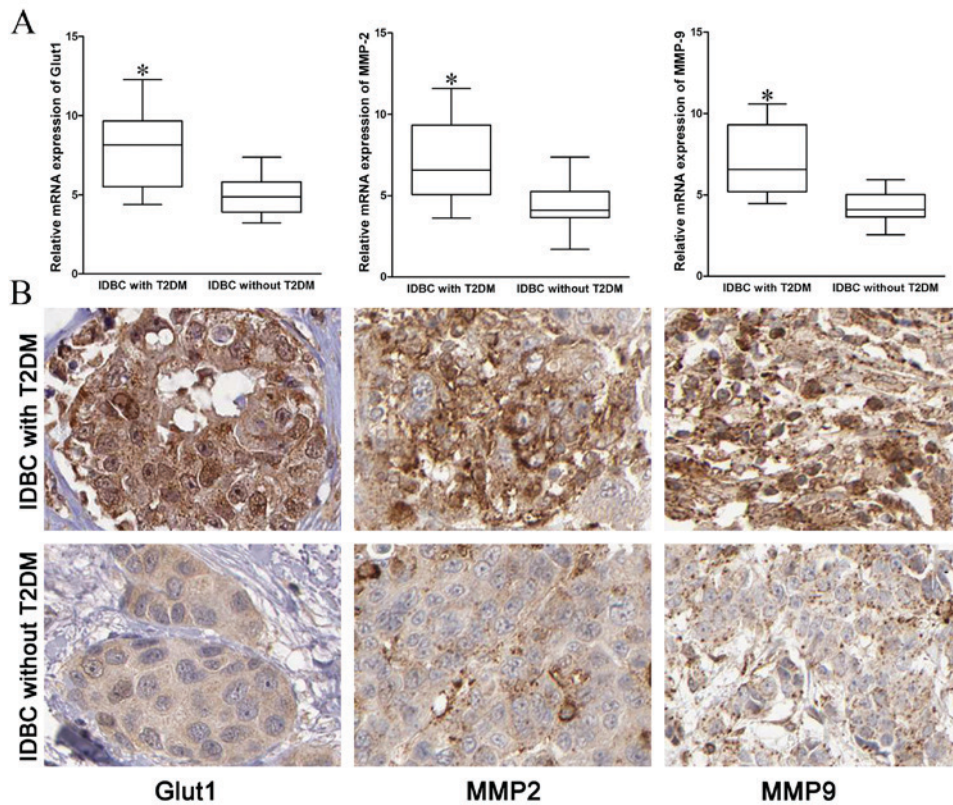 A
Relative mRNA expression of Glut1
15
10
5
0
*
IDBC with T2DM
IDBC without T2DM
Relative mRNA expression of MMP-2
15
10
5
0
*
IDBC with T2DM
IDBC without T2DM
Relative mRNA expression of MMP-9
15
10
5
0
*
IDBC with T2DM
IDBC without T2DM
B
IDBC with T2DM
IDBC without T2DM
Glut1
MMP2
MMP9